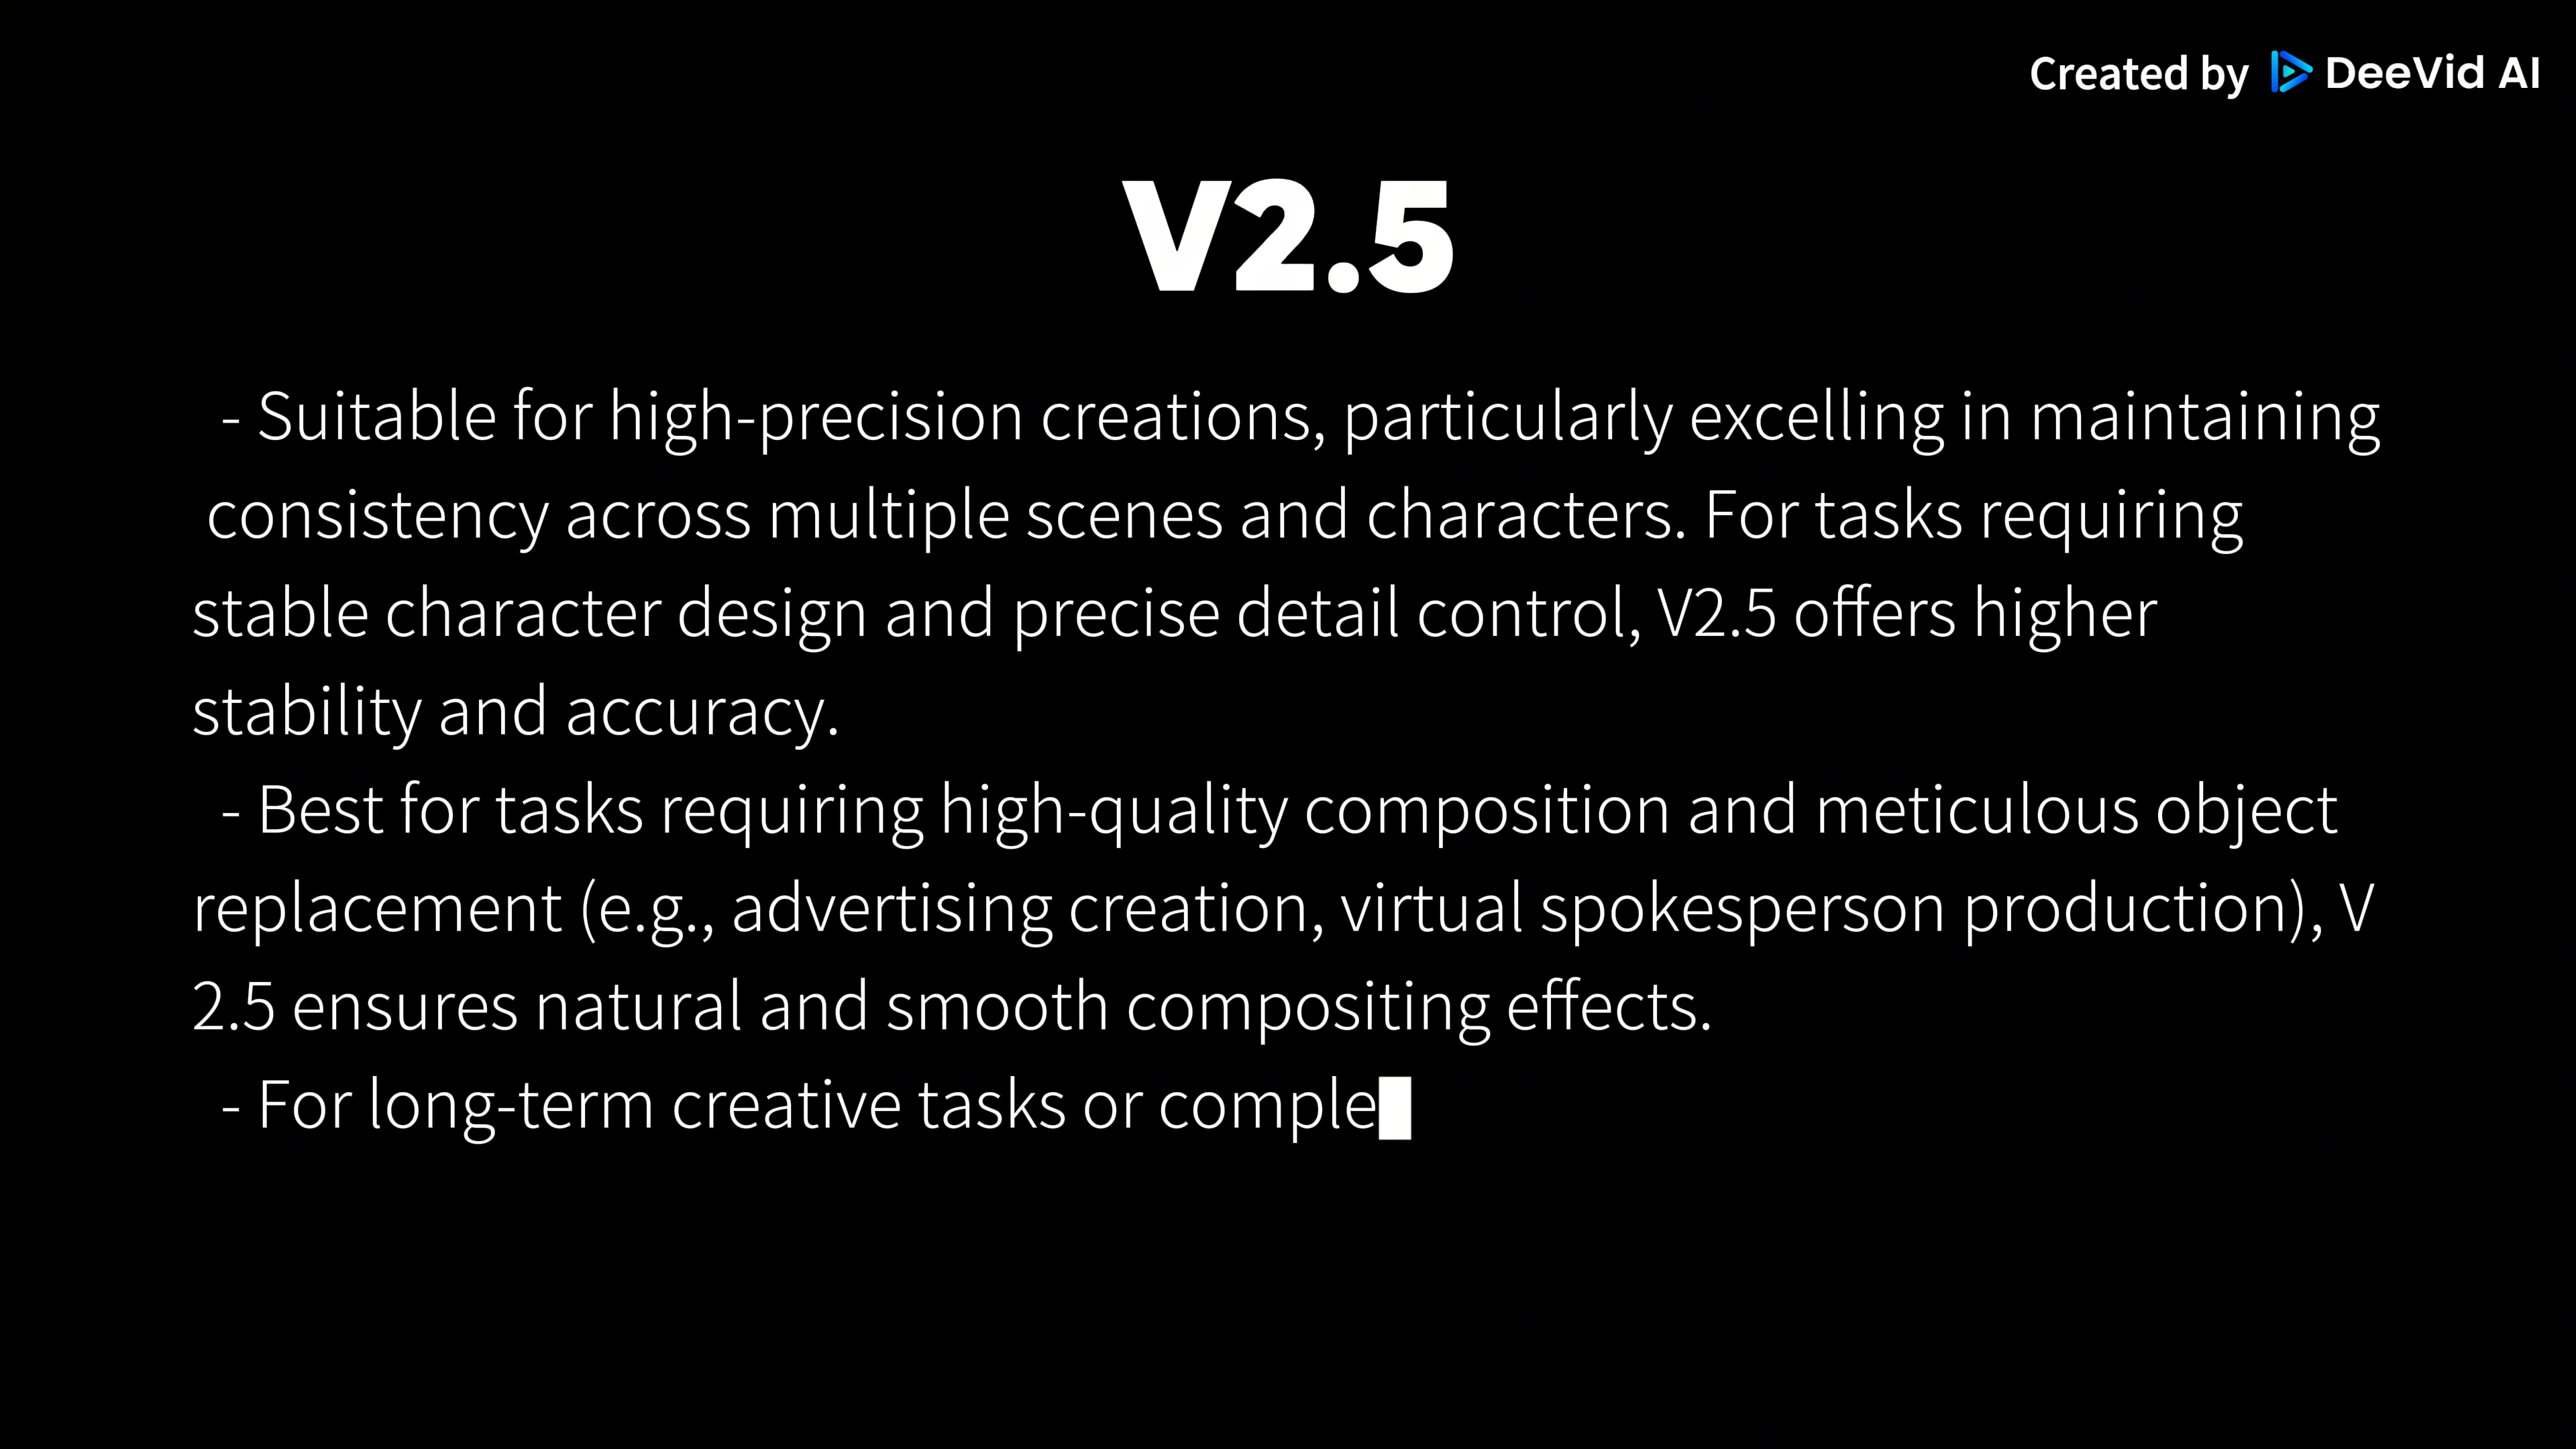 Created by DeeVid AI
V2.5
- Suitable for high-precision creations, particularly excelling in maintaining
consistency across multiple scenes and characters. For tasks requiring
stable character design and precise detail control, V2.5 offers higher
stability and accuracy.
- Best for tasks requiring high-quality composition and meticulous object
replacement (e.g., advertising creation, virtual spokesperson production), V
2.5 ensures natural and smooth compositing effects.
- For long-term creative tasks or comple